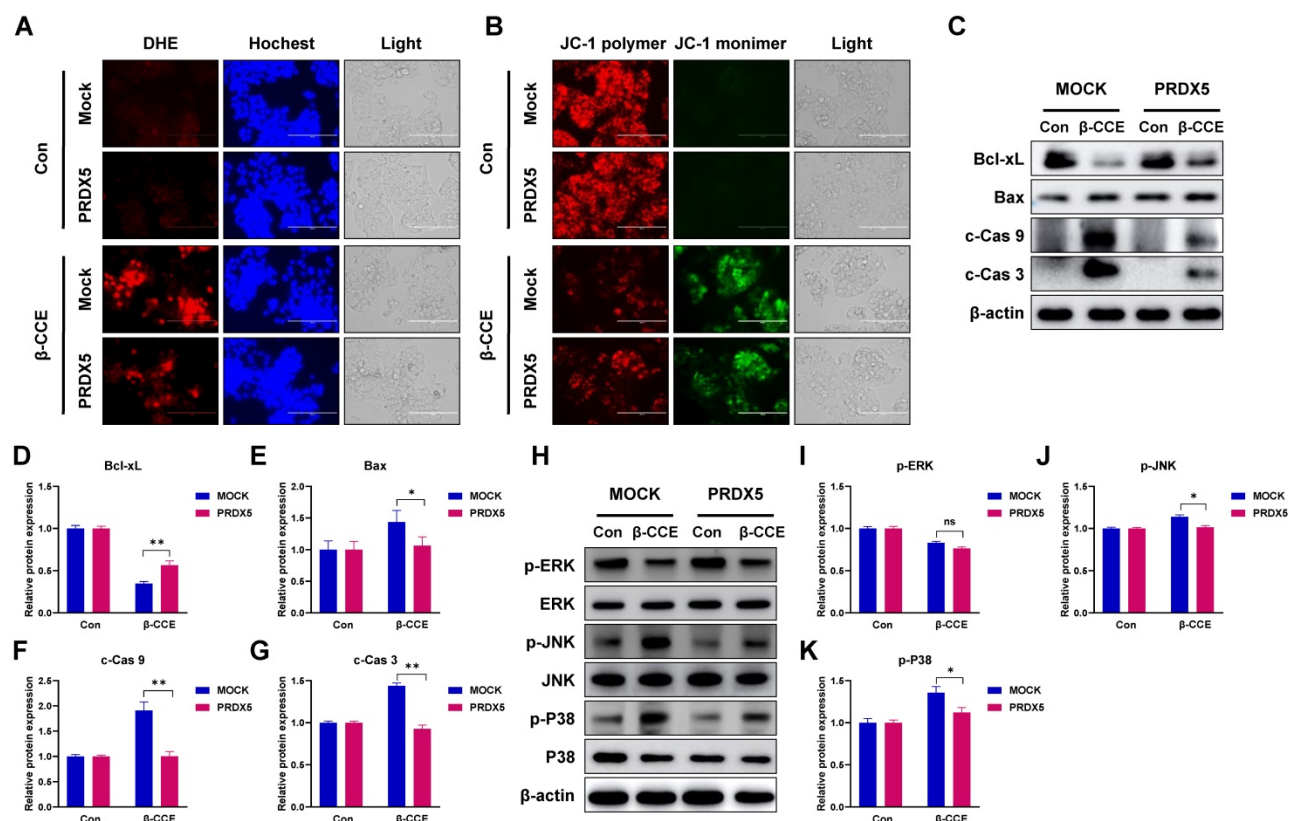 A
DHE Hochest Light
Con
Mock
PRDX5
β-CCE
Mock
PRDX5
B
JC-1 polymer JC-1 monimer Light
Con
Mock
PRDX5
β-CCE
Mock
PRDX5
C
MOCK PRDX5
Con β-CCE Con β-CCE
Bcl-xL
Bax
c-Cas 9
c-Cas 3
β-actin
D
Bcl-xL
Relative protein expression
1.5
1.0
0.5
0.0
**
Con β-CCE
MOCK
PRDX5
E
Bax
Relative protein expression
2.0
1.5
1.0
0.5
0.0
*
Con β-CCE
MOCK
PRDX5
F
c-Cas 9
Relative protein expression
2.5
2.0
1.5
1.0
0.5
0.0
**
Con β-CCE
MOCK
PRDX5
G
c-Cas 3
Relative protein expression
1.5
1.0
0.5
0.0
**
Con β-CCE
MOCK
PRDX5
H
MOCK PRDX5
Con β-CCE Con β-CCE
p-ERK
ERK
p-JNK
JNK
p-P38
P38
β-actin
I
p-ERK
Relative protein expression
1.5
1.0
0.5
0.0
ns
Con β-CCE
MOCK
PRDX5
J
p-JNK
Relative protein expression
1.5
1.0
0.5
0.0
*
Con β-CCE
MOCK
PRDX5
K
p-P38
Relative protein expression
1.5
1.0
0.5
0.0
*
Con β-CCE
MOCK
PRDX5